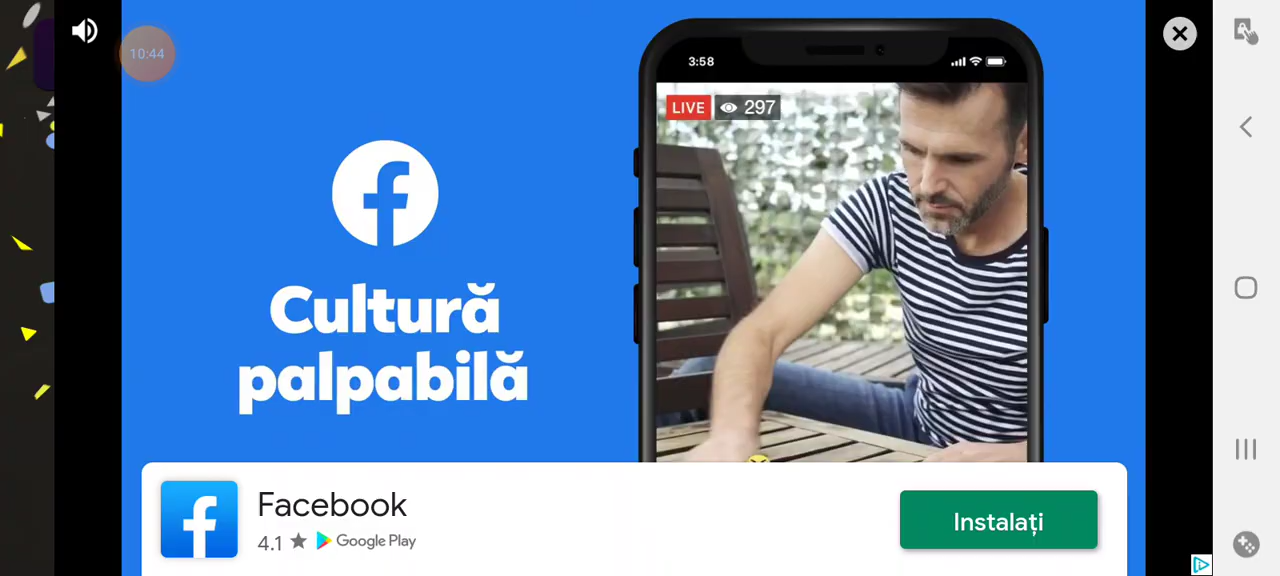 10:44
3:58
LIVE 297
Cultură
palpabilă
Facebook
4.1 ★ Google Play
Instalați